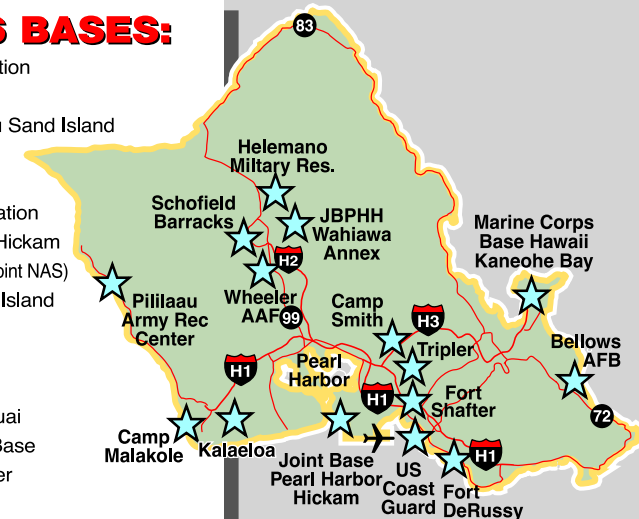 S BASES:
tion
u Sand Island
ation
Hickam
oint NAS)
Island
uai
Base
er
83
Helemano
Miltary Res.
Schofield
Barracks
JBPHH
Wahiawa
Annex
H2
Wheeler
AAF
99
Pililaau
Army Rec
Center
Marine Corps
Base Hawaii
Kaneohe Bay
Camp
Smith
H3
Tripler
Bellows
AFB
Pearl
Harbor
H1
H1
Fort
Shafter
72
Camp
Malakole
Kalaeloa
Joint Base
Pearl Harbor
Hickam
US
Coast
Guard
Fort
DeRussy
H1